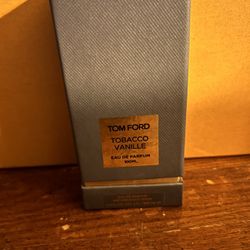 TOM FORD
TOBACCO
VANILLE
EAU DE PARFUM
100ML